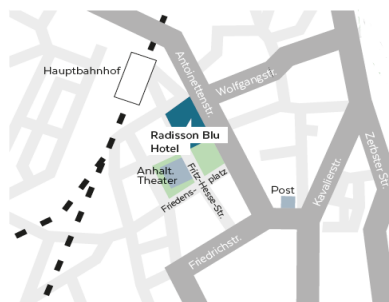 Hauptbahnhof
Antoinettenstr.
Wolfgangstr.
Radisson Blu
Hotel
Anhalt.
Theater
Fritz-Hesse-Str.
Friedens-
platz
Post
Kavalierstr.
Zerbster Str.
Friedrichstr.